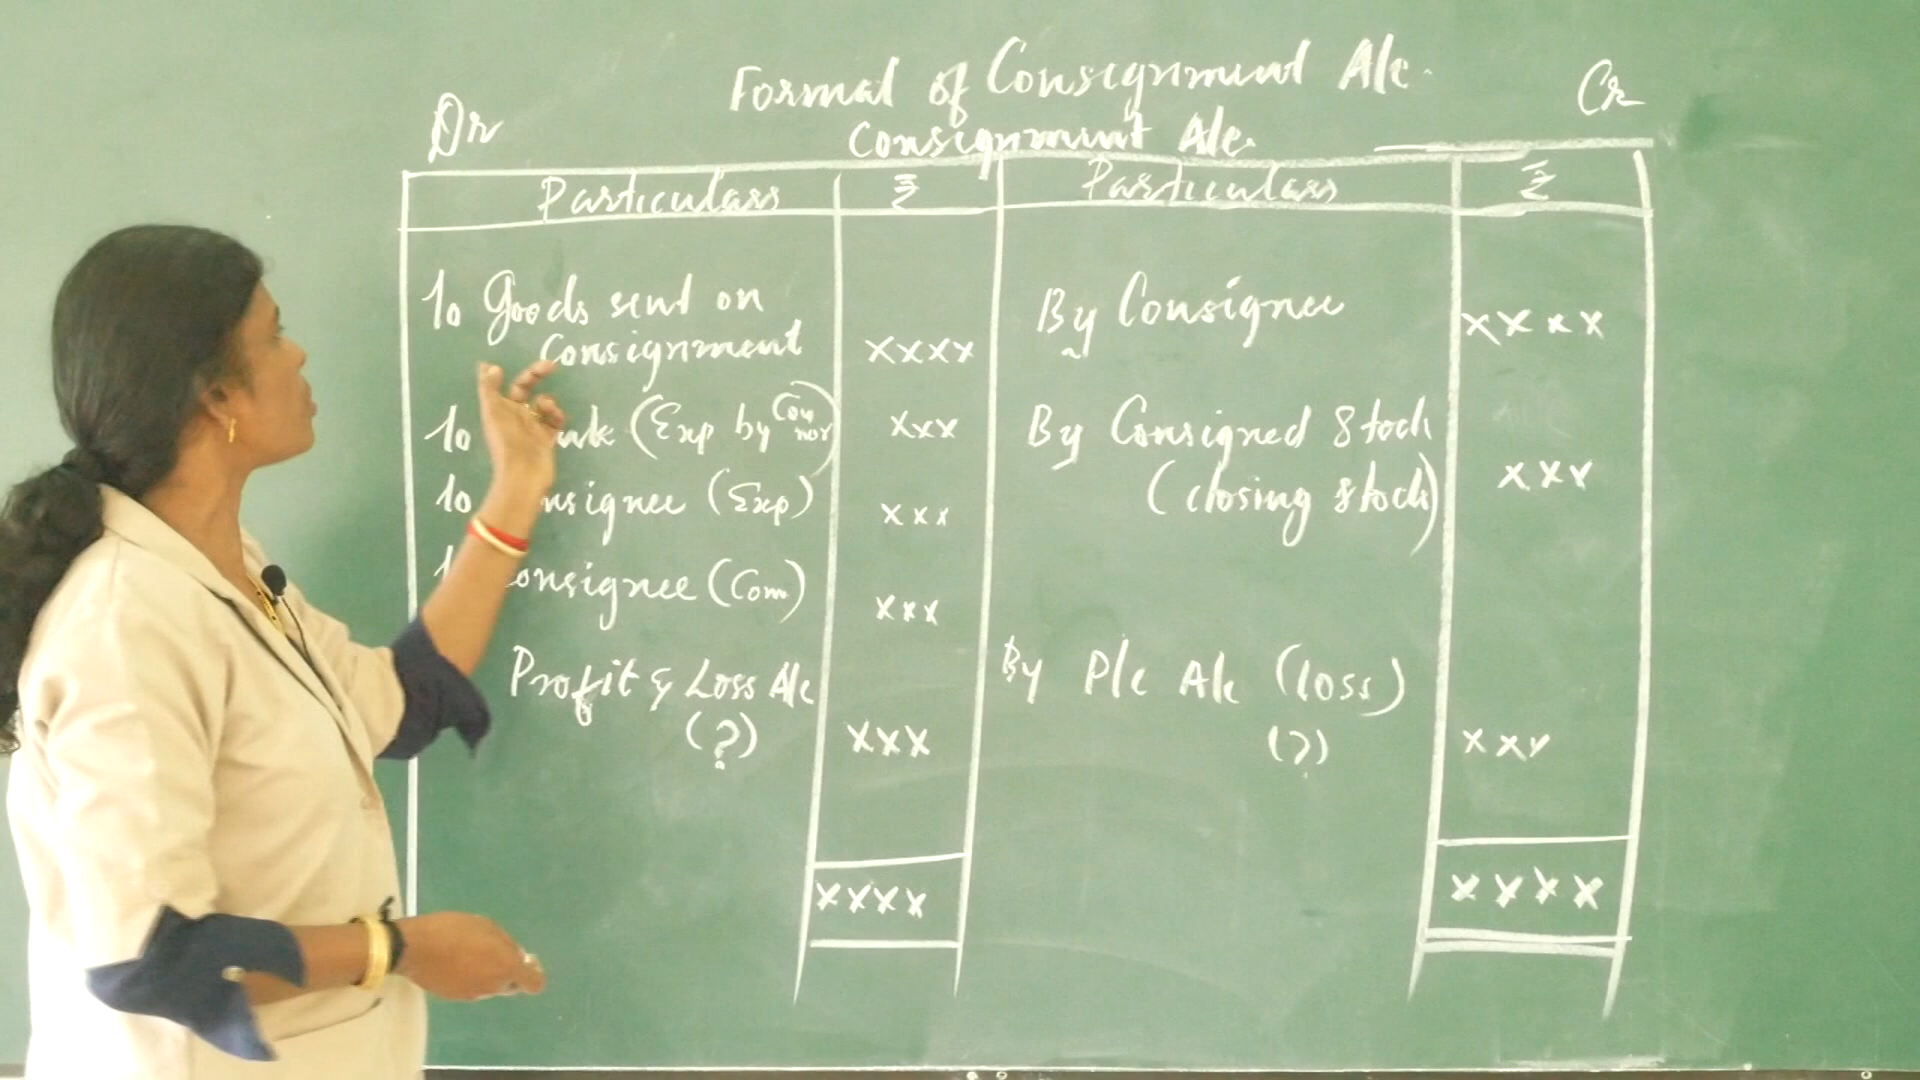 Format of Consignment A/c.
Dr
Cr
Consignment A/c.
Particulars ₹ Particulars ₹
To Goods sent on
Consignment xxxx
By Consignee xxxx
To (Exp by Con
nor) xxx
By Consigned Stock
(closing stock) xxx
To (Exp) xxx
(Com) xxx
Profit & Loss A/c
(?) xxx
By P/L A/c (loss)
(?) xxx
xxxx xxxx